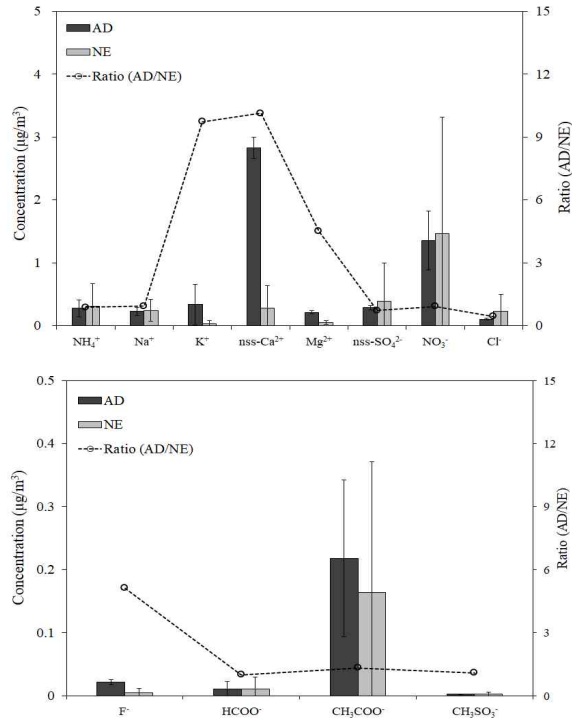 5
4
3
2
1
0
Concentration (μg/m³)
AD
NE
Ratio (AD/NE)
15
12
9
6
3
0
Ratio (AD/NE)
NH₄⁺ Na⁺ K⁺ nss-Ca²⁺ Mg²⁺ nss-SO₄²⁻ NO₃⁻ Cl⁻
0.5
0.4
0.3
0.2
0.1
0
Concentration (μg/m³)
AD
NE
Ratio (AD/NE)
15
12
9
6
3
0
Ratio (AD/NE)
F⁻ HCOO⁻ CH₃COO⁻ CH₃SO₃⁻